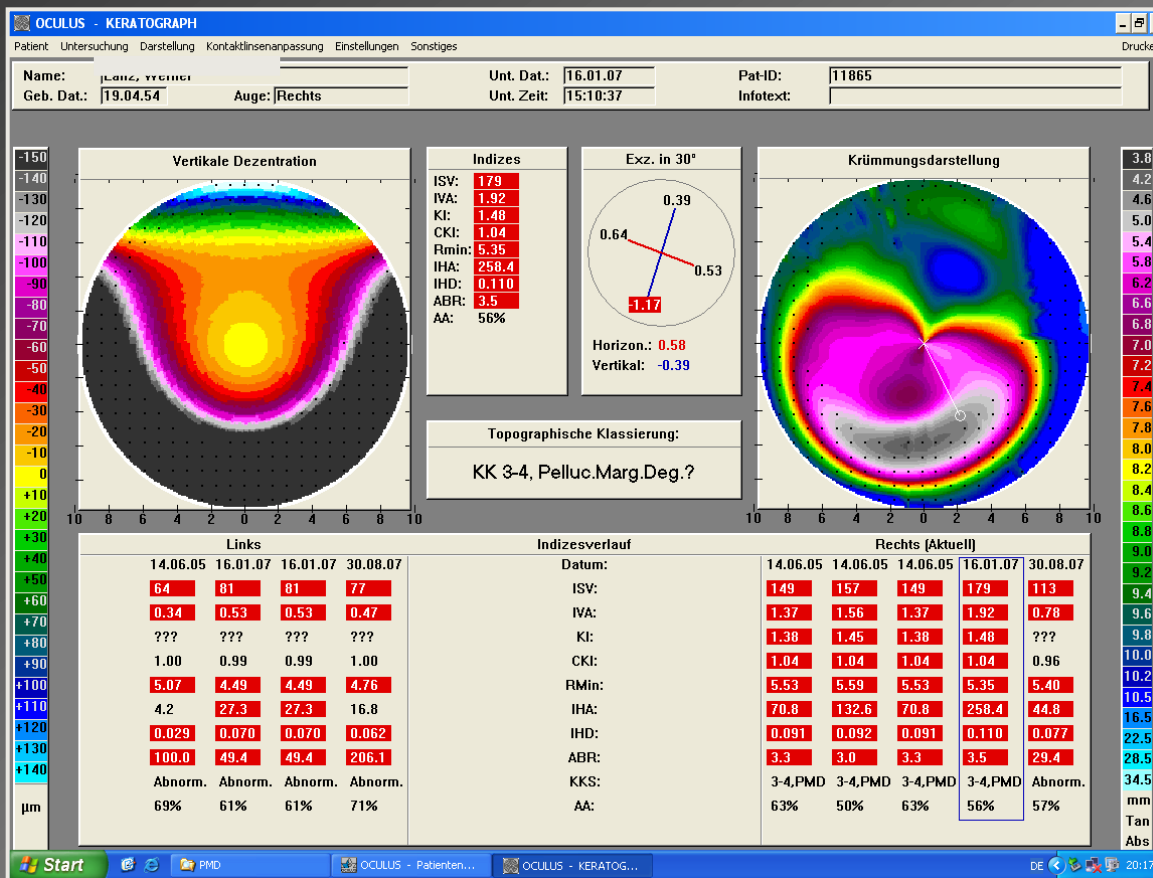 OCULUS - KERATOGRAPH
Patient Untersuchung Darstellung Kontaktlinsenanpassung Einstellungen Sonstiges
Name: Unt. Dat.: 16.01.07 Pat-ID: 11865
Geb. Dat.: 19.04.54 Auge: Rechts Unt. Zeit: 15:10:37 Infotext:
-150
-140
-130
-120
-110
-100
-90
-80
-70
-60
-50
-40
-30
-20
-10
0
+10
+20
+30
+40
+50
+60
+70
+80
+90
+100
+110
+120
+130
+140
µm
Vertikale Dezentration
10 8 6 4 2 0 2 4 6 8 10
Indizes
ISV: 179
IVA: 1.92
KI: 1.48
CKI: 1.04
Rmin: 5.35
IHA: 258.4
IHD: 0.110
ABR: 3.5
AA: 56%
Exz. in 30°
0.39
0.64
0.53
-1.17
Horizon.: 0.58
Vertikal: -0.39
Topographische Klassierung:
KK 3-4, Pelluc.Marg.Deg.?
Krümmungsdarstellung
10 8 6 4 2 0 2 4 6 8 10
3.8
4.2
4.6
5.0
5.4
5.8
6.2
6.6
6.8
7.0
7.2
7.4
7.6
7.8
8.0
8.2
8.4
8.6
8.8
9.0
9.2
9.4
9.6
9.8
10.0
10.2
10.5
16.5
22.5
28.5
34.5
mm
Tan
Abs
Links Indizesverlauf Rechts (Aktuell)
14.06.05 16.01.07 16.01.07 30.08.07 Datum: 14.06.05 14.06.05 14.06.05 16.01.07 30.08.07
64 81 81 77 ISV: 149 157 149 179 113
0.34 0.53 0.53 0.47 IVA: 1.37 1.56 1.37 1.92 0.78
??? ??? ??? ??? KI: 1.38 1.45 1.38 1.48 ???
1.00 0.99 0.99 1.00 CKI: 1.04 1.04 1.04 1.04 0.96
5.07 4.49 4.49 4.76 RMin: 5.53 5.59 5.53 5.35 5.40
4.2 27.3 27.3 16.8 IHA: 70.8 132.6 70.8 258.4 44.8
0.029 0.070 0.070 0.062 IHD: 0.091 0.092 0.091 0.110 0.077
100.0 49.4 49.4 206.1 ABR: 3.3 3.0 3.3 3.5 29.4
Abnorm. Abnorm. Abnorm. Abnorm. KKS: 3-4,PMD 3-4,PMD 3-4,PMD 3-4,PMD Abnorm.
69% 61% 61% 71% AA: 63% 50% 63% 56% 57%
Start PMD OCULUS - Patienten... OCULUS - KERATOG... DE 20:17